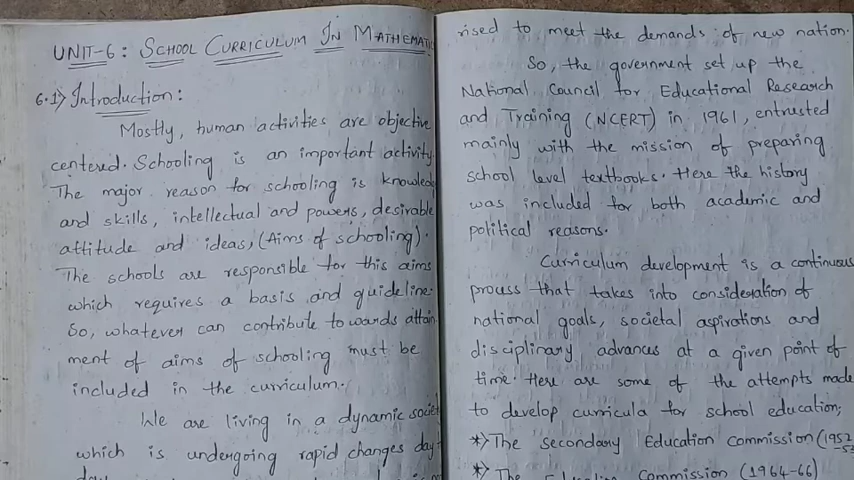 UNIT-6 : SCHOOL CURRICULUM IN MATHEMATI
6.1) Introduction :
Mostly, human activities are objective
centered. Schooling is an important activity.
The major reason for schooling is knowledg
and skills, intellectual and powers, desirable
attitude and ideas, (Aims of schooling).
The schools are responsible for this aims
which requires a basis and guideline.
So, whatever can contribute towards attain
ment of aims of schooling must be
included in the curriculum.
We are living in a dynamic societ
which is undergoing rapid changes day
day
rised to meet the demands of new nation.
So, the government set up the
National Council for Educational Research
and Training (NCERT) in 1961, entrusted
mainly with the mission of preparing
school level textbooks. Here the history
was included for both academic and
political reasons.
Curriculum development is a continuous
process that takes into consideration of
national goals, societal aspirations and
disciplinary advances at a given point of
time. Here are some of the attempts made
to develop curricula for school education;
*) The secondary Education commission (1952-53
*) The Commission (1964-66)